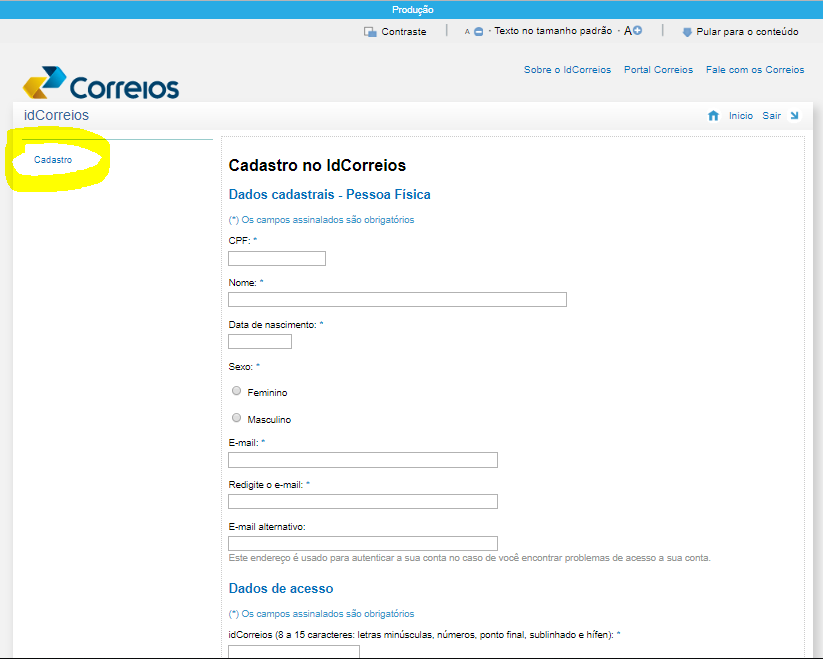 Produção
Contraste | A · Texto no tamanho padrão · A | Pular para o conteúdo
Correios
Sobre o IdCorreios Portal Correios Fale com os Correios
idCorreios
Inicio Sair
Cadastro
Cadastro no IdCorreios
Dados cadastrais - Pessoa Física
(*) Os campos assinalados são obrigatórios
CPF: *
Nome: *
Data de nascimento: *
Sexo: *
Feminino
Masculino
E-mail: *
Redigite o e-mail: *
E-mail alternativo:
Este endereço é usado para autenticar a sua conta no caso de você encontrar problemas de acesso a sua conta.
Dados de acesso
(*) Os campos assinalados são obrigatórios
idCorreios (8 a 15 caracteres: letras minúsculas, números, ponto final, sublinhado e hífen): *